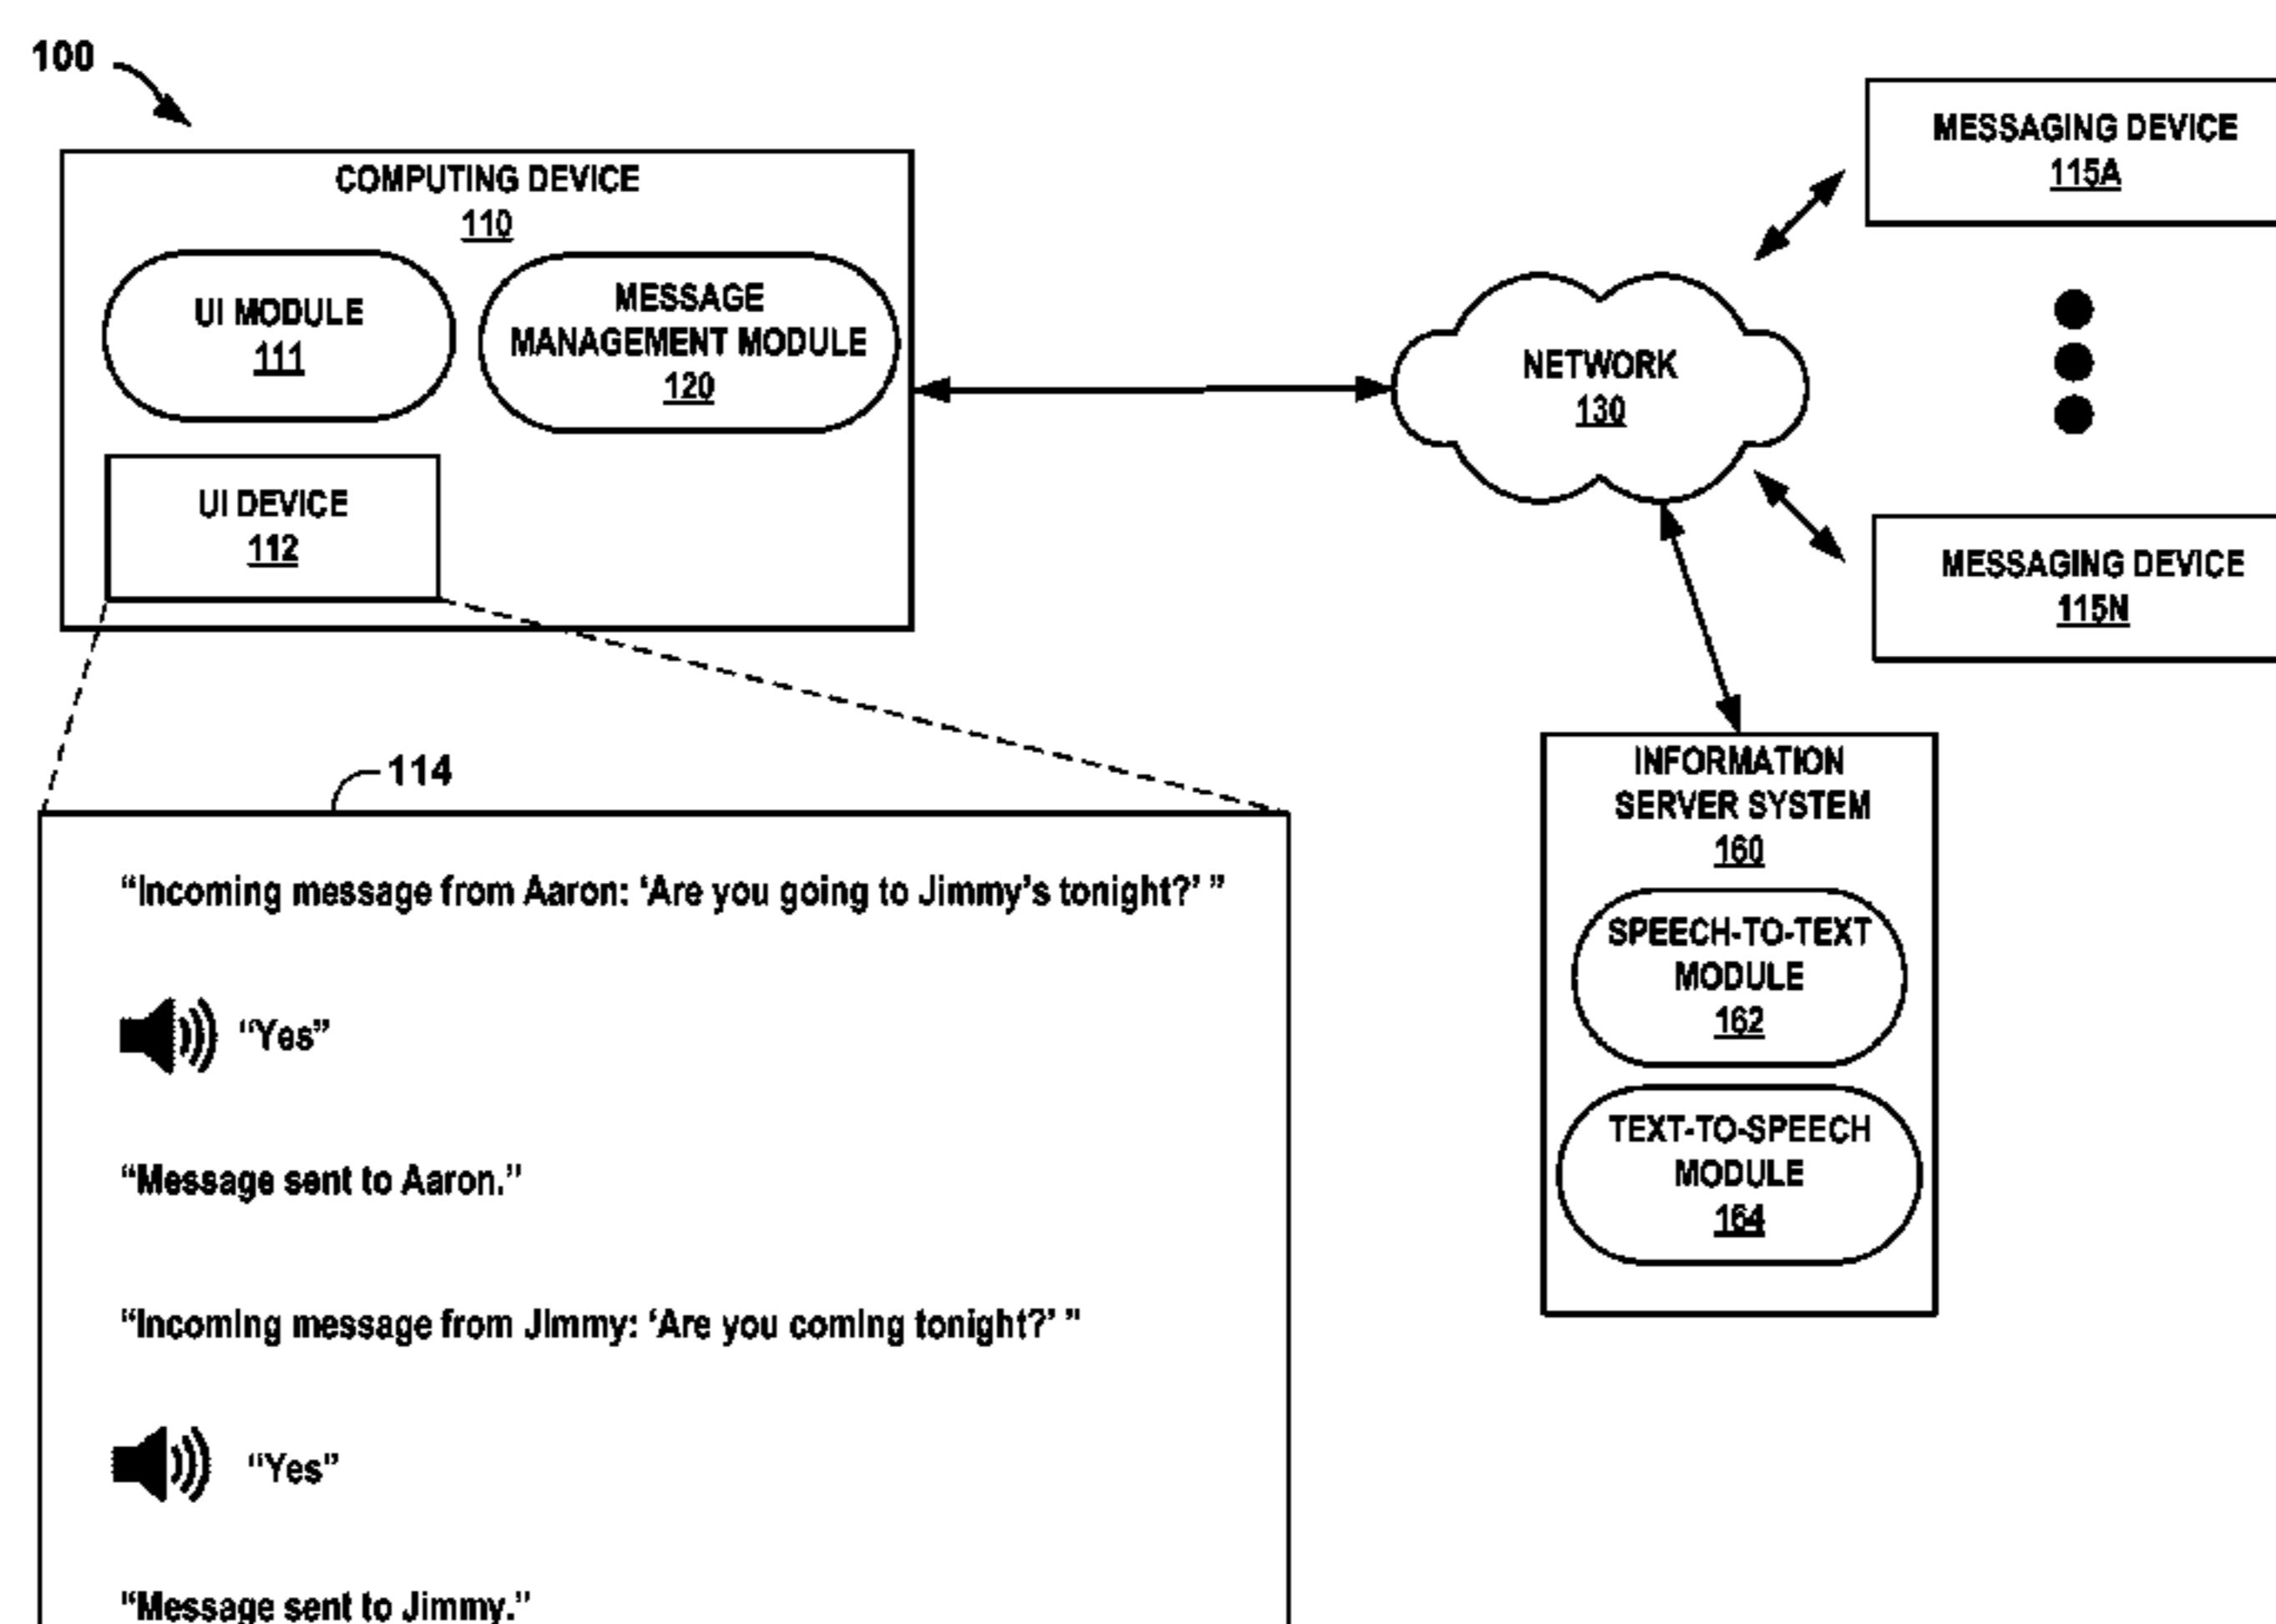 100
COMPUTING DEVICE
110
UI MODULE
111
MESSAGE
MANAGEMENT MODULE
120
UI DEVICE
112
NETWORK
130
MESSAGING DEVICE
115A
MESSAGING DEVICE
115N
INFORMATION
SERVER SYSTEM
160
SPEECH-TO-TEXT
MODULE
162
TEXT-TO-SPEECH
MODULE
164
114
“Incoming message from Aaron: ‘Are you going to Jimmy’s tonight?’ ”
“Yes”
“Message sent to Aaron.”
“Incoming message from Jimmy: ‘Are you coming tonight?’ ”
“Yes”
“Message sent to Jimmy.”